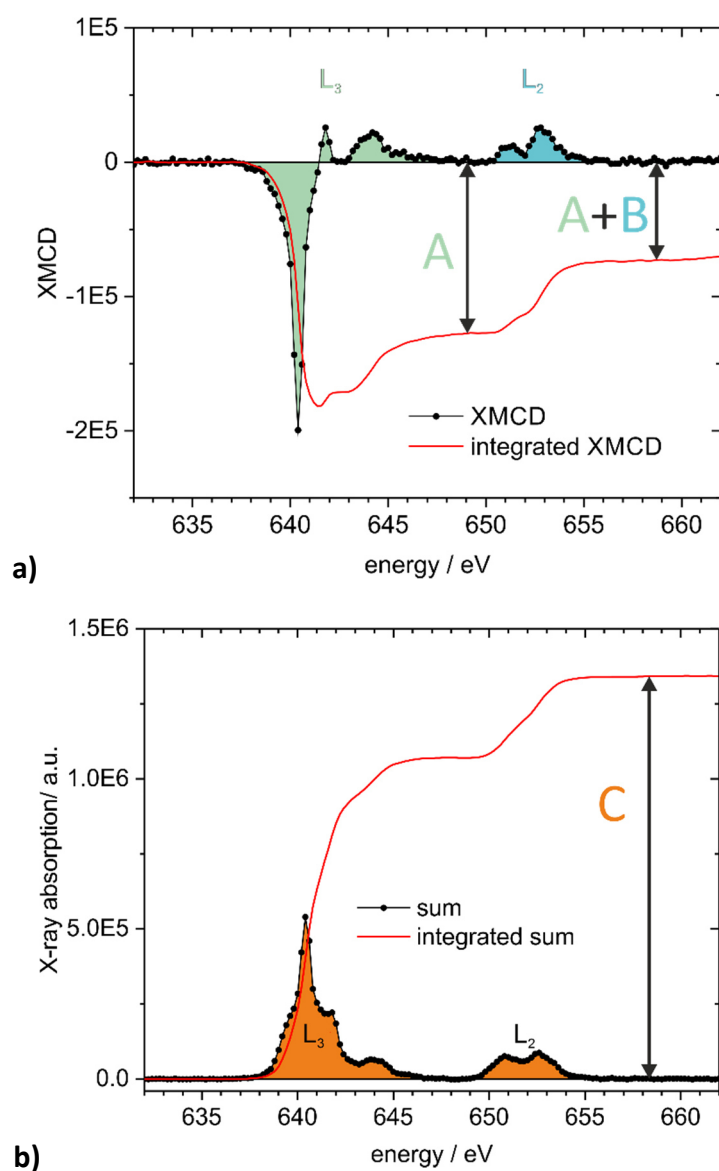 1E5
L₃ L₂
0
A A+B
XMCD
-1E5
XMCD
integrated XMCD
-2E5
635 640 645 650 655 660
energy / eV
a)
1.5E6
1.0E6
C
X-ray absorption/ a.u.
sum
5.0E5
integrated sum
L₃ L₂
0.0
635 640 645 650 655 660
energy / eV
b)